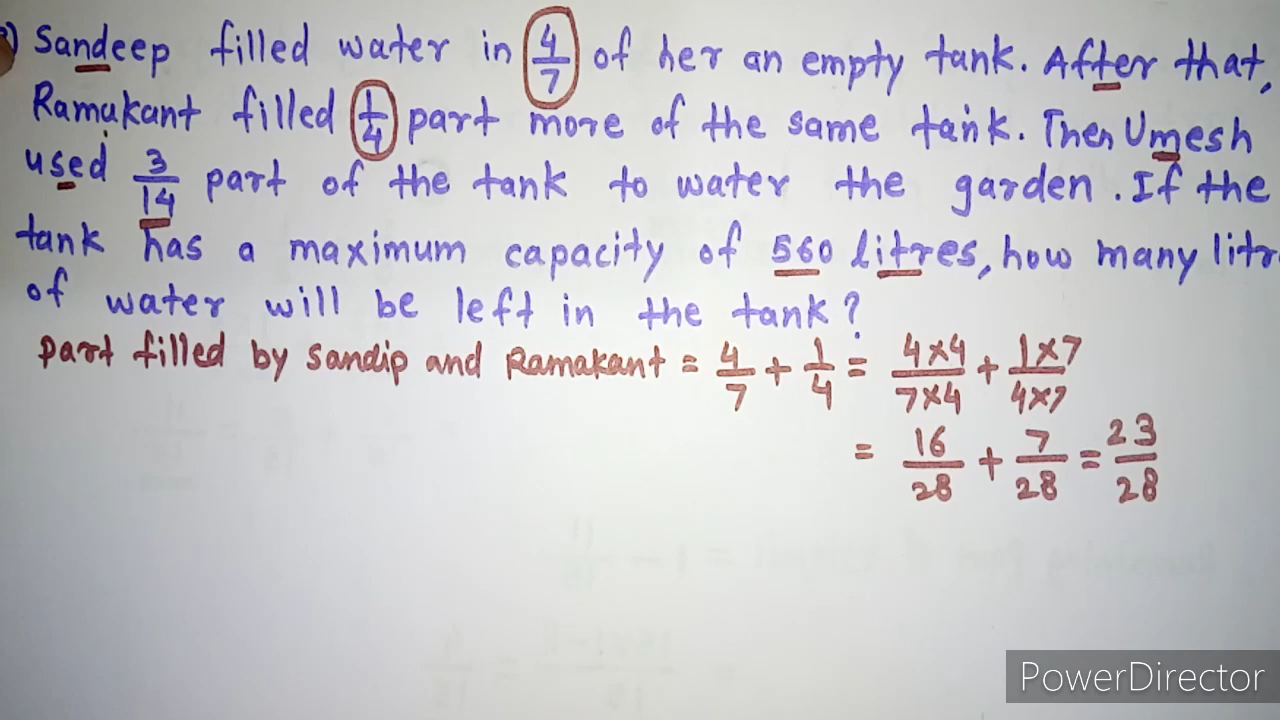 ) Sandeep filled water in 4/7 of her an empty tank. After that,
Ramakant filled 1/4 part more of the same tank. Then Umesh
used 3/14 part of the tank to water the garden. If the
tank has a maximum capacity of 560 litres, how many litr
of water will be left in the tank?
Part filled by Sandip and Ramakant = 4/7 + 1/4 = 4×4/7×4 + 1×7/4×7
= 16/28 + 7/28 = 23/28
PowerDirector